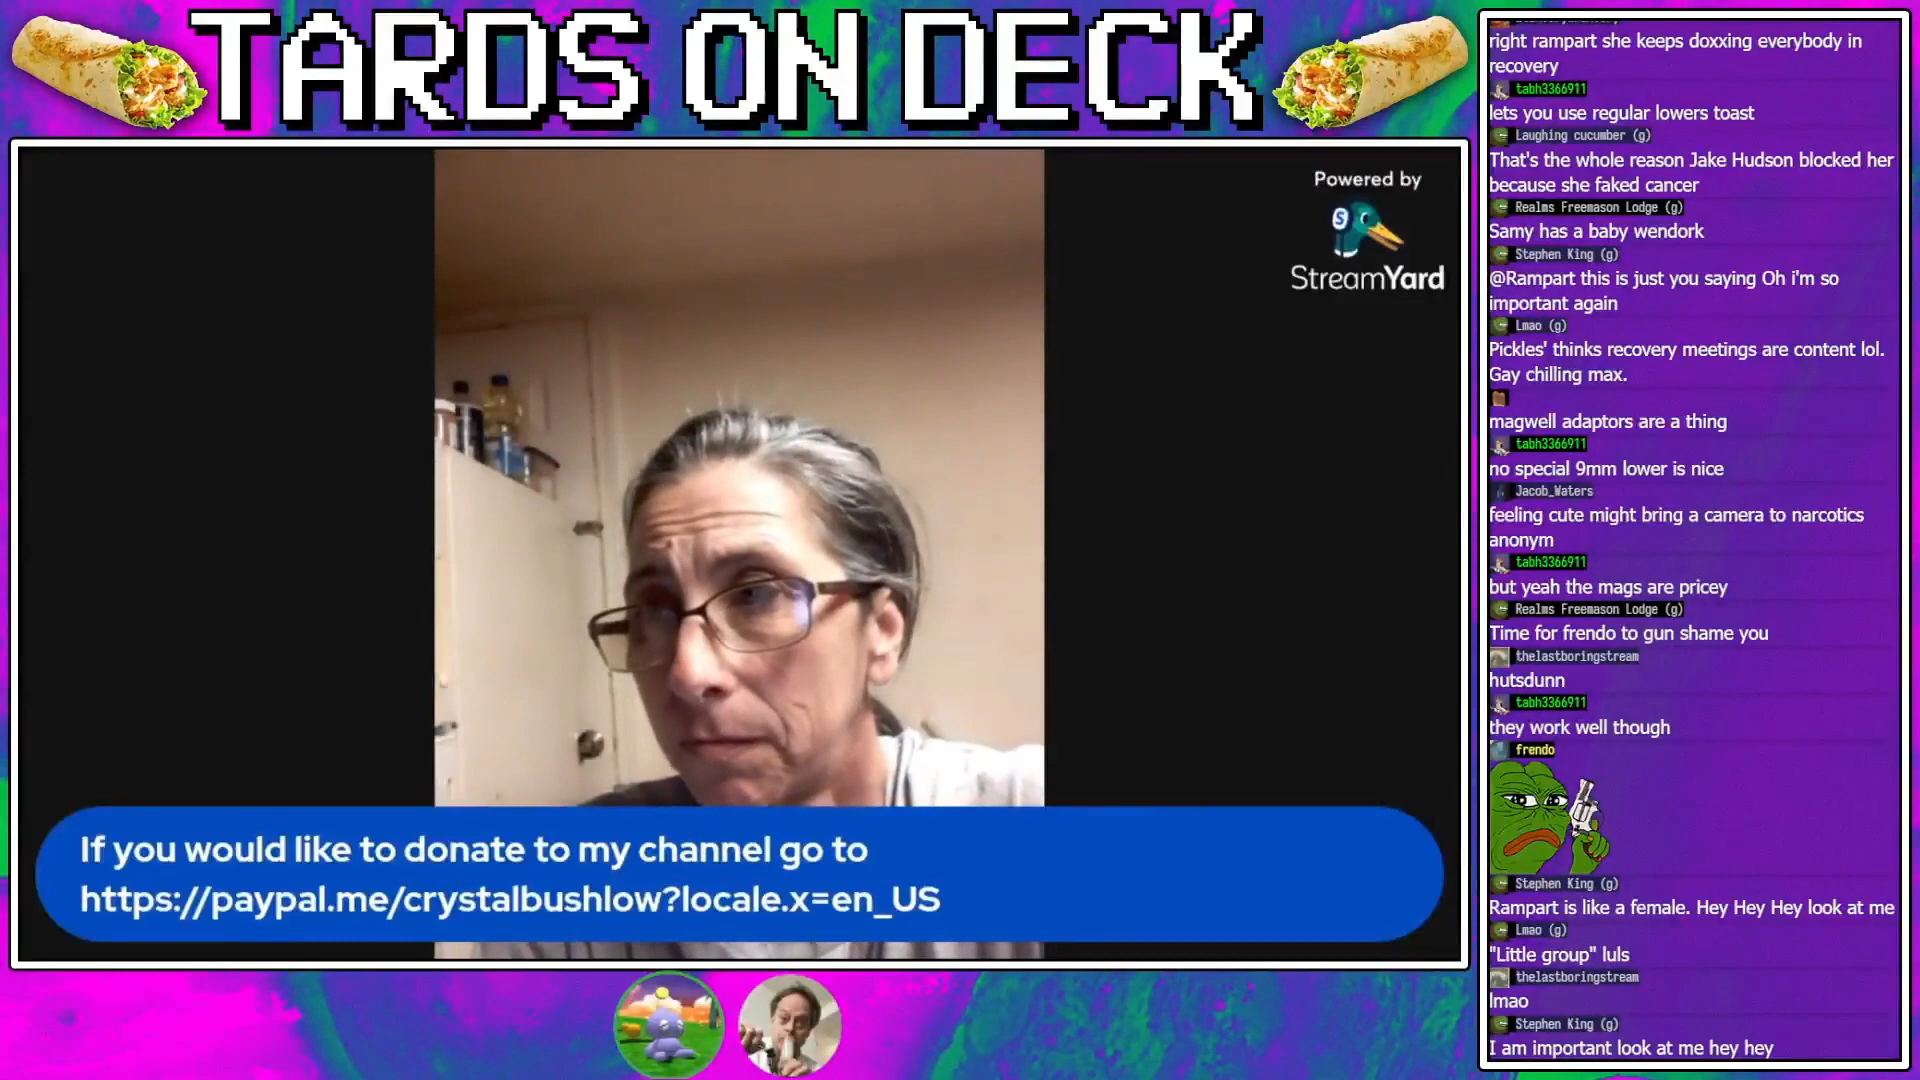 TARDS ON DECK
Powered by
StreamYard
If you would like to donate to my channel go to
https://paypal.me/crystalbushlow?locale.x=en_US
right rampart she keeps doxxing everybody in
recovery
tabh3366911
lets you use regular lowers toast
Laughing cucumber (g)
That's the whole reason Jake Hudson blocked her
because she faked cancer
Realms Freemason Lodge (g)
Samy has a baby wendork
Stephen King (g)
@Rampart this is just you saying Oh i'm so
important again
Lmao (g)
Pickles' thinks recovery meetings are content lol.
Gay chilling max.
magwell adaptors are a thing
tabh3366911
no special 9mm lower is nice
Jacob_Waters
feeling cute might bring a camera to narcotics
anonym
tabh3366911
but yeah the mags are pricey
Realms Freemason Lodge (g)
Time for frendo to gun shame you
thelastboringstream
hutsdunn
tabh3366911
they work well though
frendo
Stephen King (g)
Rampart is like a female. Hey Hey Hey look at me
Lmao (g)
"Little group" luls
thelastboringstream
lmao
Stephen King (g)
I am important look at me hey hey